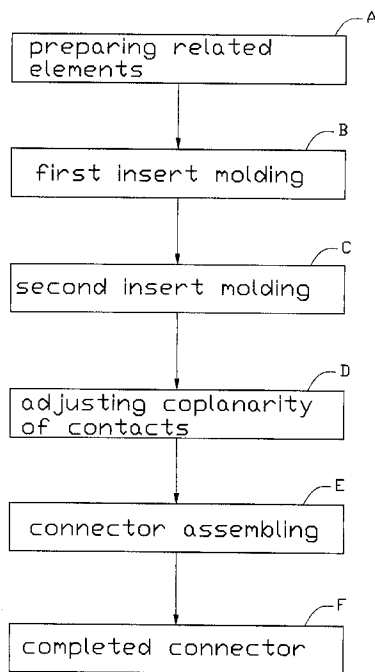 A
preparing related
elements
B
first insert molding
C
second insert molding
D
adjusting coplanarity
of contacts
E
connector assembling
F
completed connector